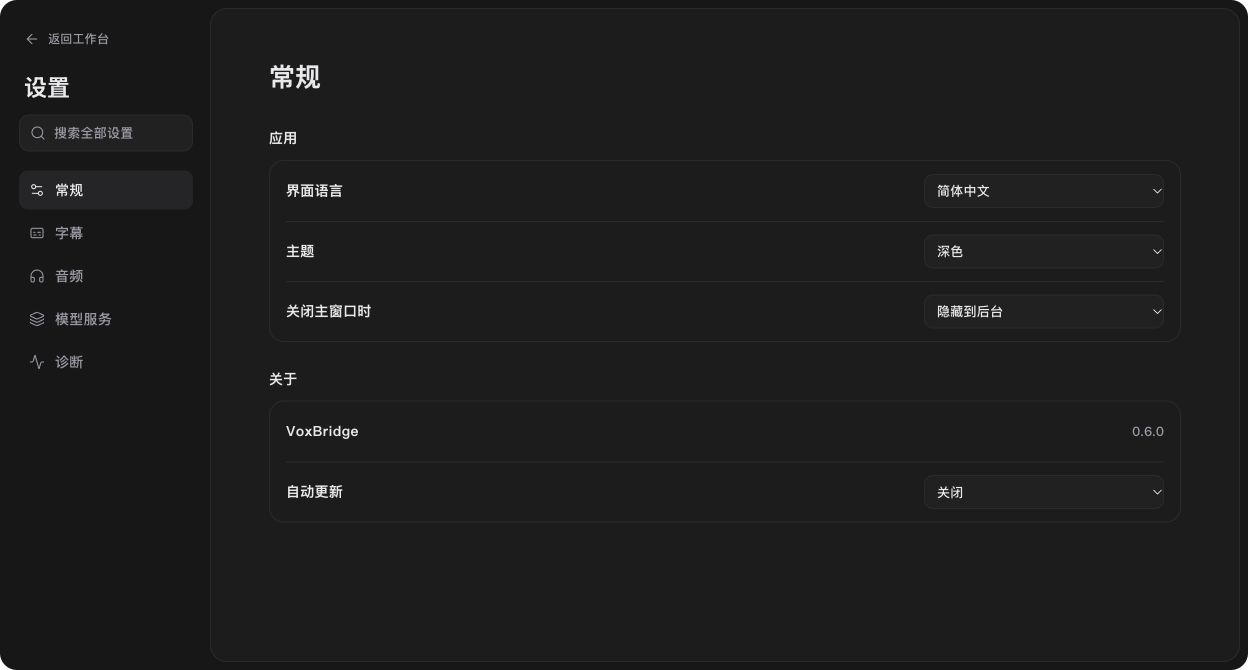 返回工作台
设置
搜索全部设置
常规
字幕
音频
模型服务
诊断
常规
应用
界面语言 简体中文
主题 深色
关闭主窗口时 隐藏到后台
关于
VoxBridge 0.6.0
自动更新 关闭